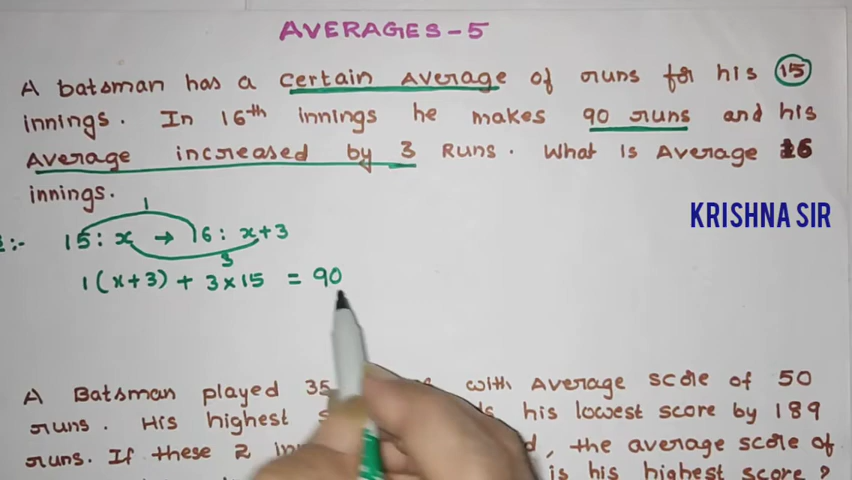 AVERAGES-5
A batsman has a certain average of runs for his 15
innings. In 16th innings he makes 90 runs and his
Average increased by 3 Runs. What is Average 16
innings.
KRISHNA SIR
1
15: x → 16: x+3
3
1(x+3) + 3×15 = 90
A Batsman played 35 with Average score of 50
runs. His highest his lowest score by 189
runs. If these 2 the average score of
is his highest score?